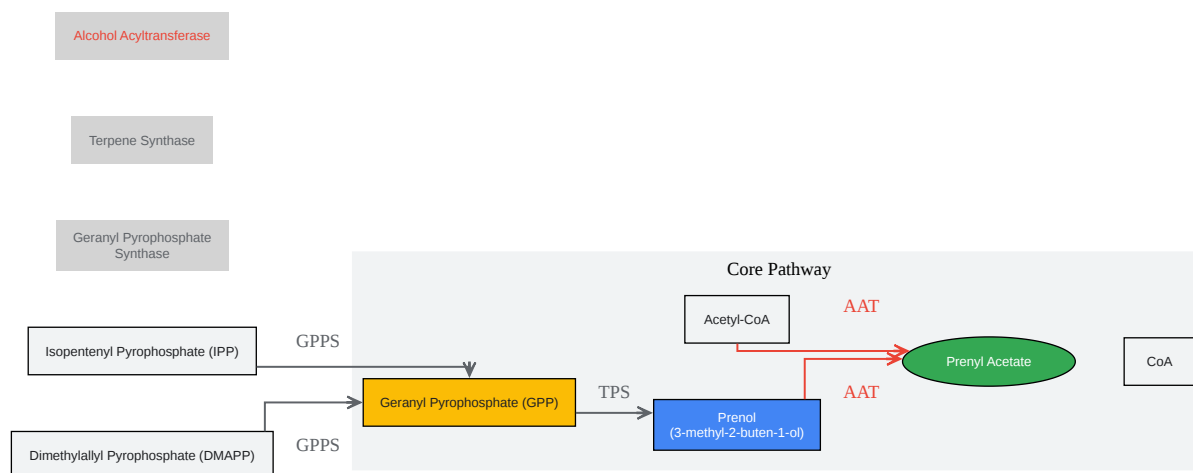 Alcohol Acyltransferase
Terpene Synthase
Geranyl Pyrophosphate
Synthase
Core Pathway
Acetyl-CoA
AAT
Isopentenyl Pyrophosphate (IPP)
GPPS
Prenyl Acetate
CoA
Geranyl Pyrophosphate (GPP)
TPS
AAT
Prenol
(3-methyl-2-buten-1-ol)
GPPS
Dimethylallyl Pyrophosphate (DMAPP)